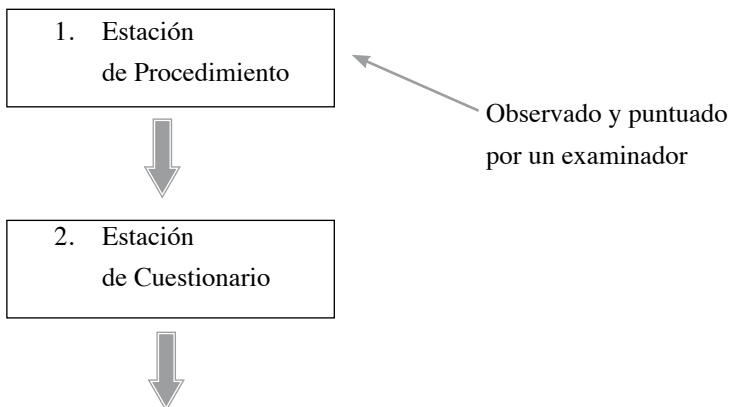 1. Estación
de Procedimiento
Observado y puntuado
por un examinador
2. Estación
de Cuestionario